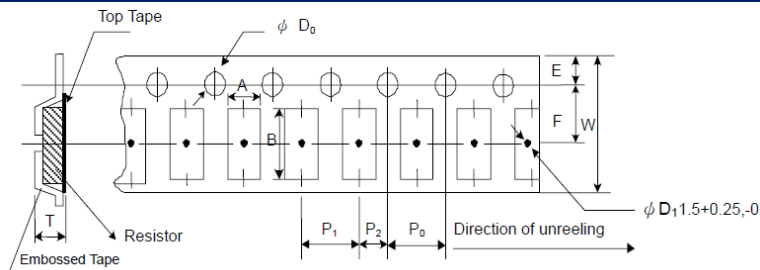 Top Tape
ϕ D0
E
A
F
W
B
ϕ D1 1.5+0.25,-0
T
P1
P2
P0
Direction of unreeling
Resistor
Embossed Tape